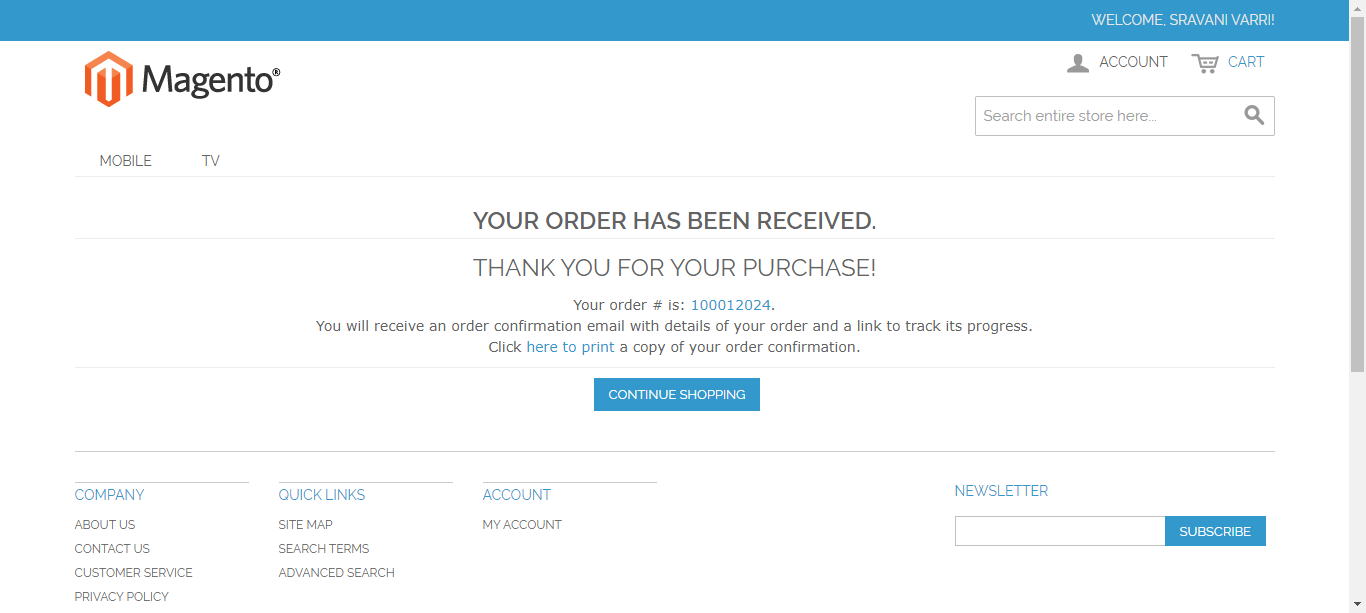 WELCOME, SRAVANI VARRI!
Magento®
ACCOUNT
CART
Search entire store here...
MOBILE
TV
YOUR ORDER HAS BEEN RECEIVED.
THANK YOU FOR YOUR PURCHASE!
Your order # is: 100012024.
You will receive an order confirmation email with details of your order and a link to track its progress.
Click here to print a copy of your order confirmation.
CONTINUE SHOPPING
COMPANY
ABOUT US
CONTACT US
CUSTOMER SERVICE
PRIVACY POLICY
QUICK LINKS
SITE MAP
SEARCH TERMS
ADVANCED SEARCH
ACCOUNT
MY ACCOUNT
NEWSLETTER
SUBSCRIBE